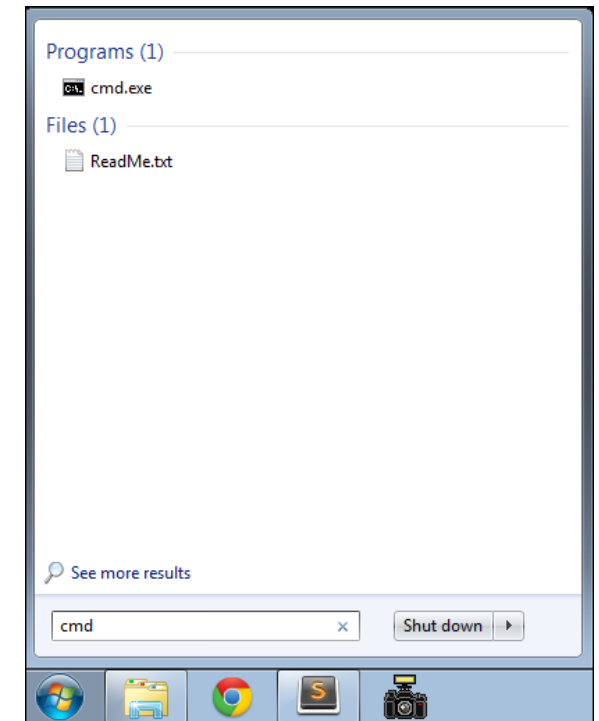 Programs (1)
C:\.
cmd.exe
Files (1)
ReadMe.txt
See more results
cmd
Shut down
S